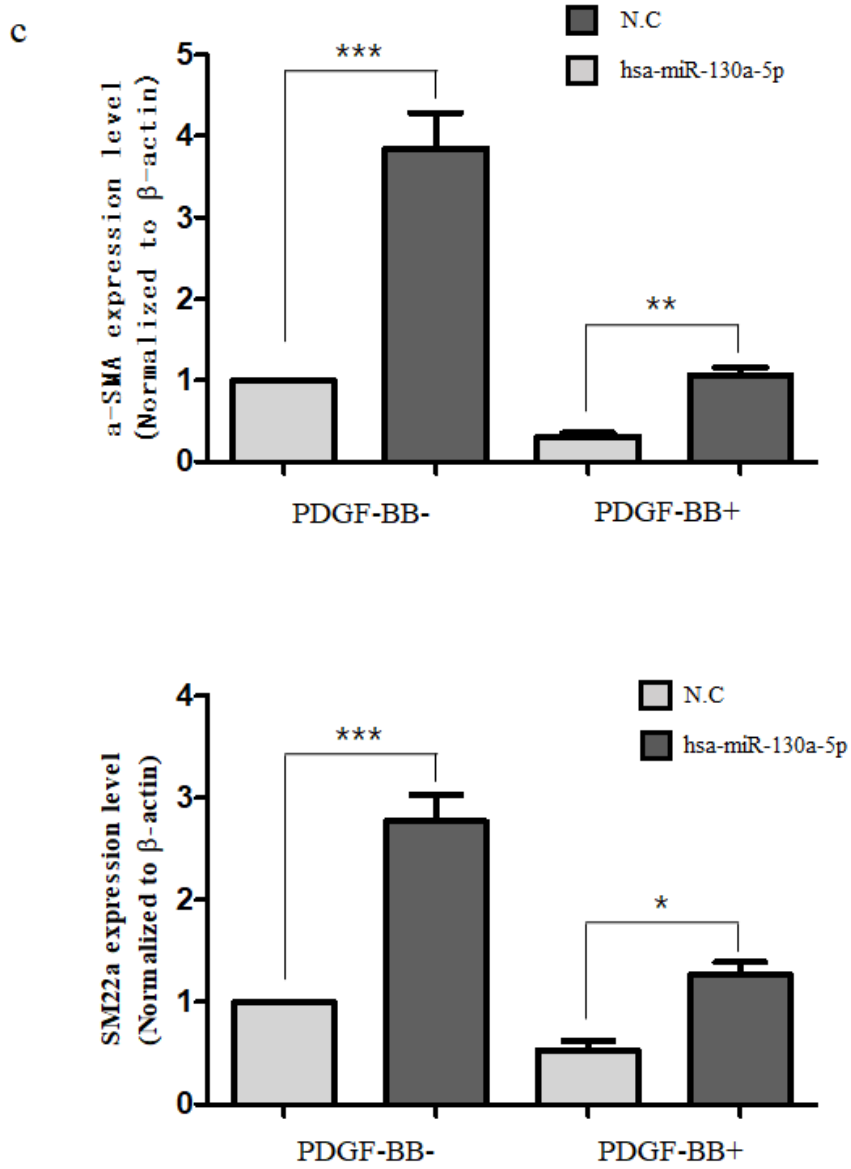 c
N.C
hsa-miR-130a-5p
a-SMA expression level
(Normalized to β-actin)
5
4
3
2
1
0
***
**
PDGF-BB-
PDGF-BB+
N.C
hsa-miR-130a-5p
SM22a expression level
(Normalized to β-actin)
4
3
2
1
0
***
*
PDGF-BB-
PDGF-BB+